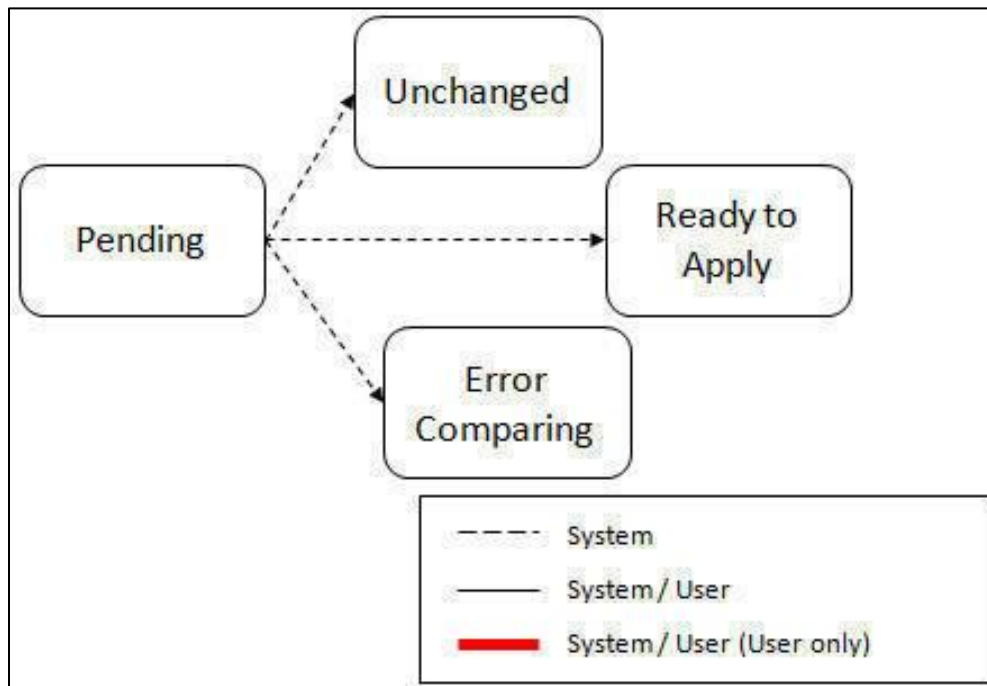 Unchanged
Pending
Ready to
Apply
Error
Comparing
System
System / User
System / User (User only)